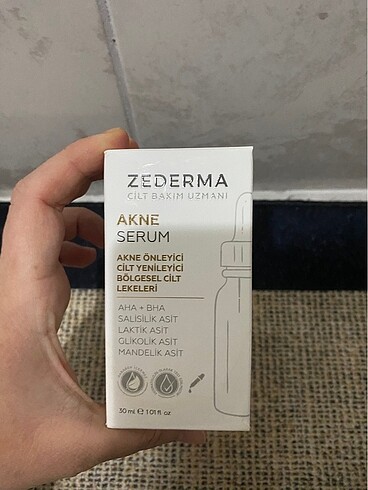 ZEDERMA
CİLT BAKIM UZMANI
AKNE
SERUM
AKNE ÖNLEYİCİ
CİLT YENİLEYİCİ
BÖLGESEL CİLT
LEKELERİ
AHA + BHA
SALİSİLİK ASİT
LAKTİK ASİT
GLİKOLİK ASİT
MANDELİK ASİT
30 ml ℮ 1 01 fl oz